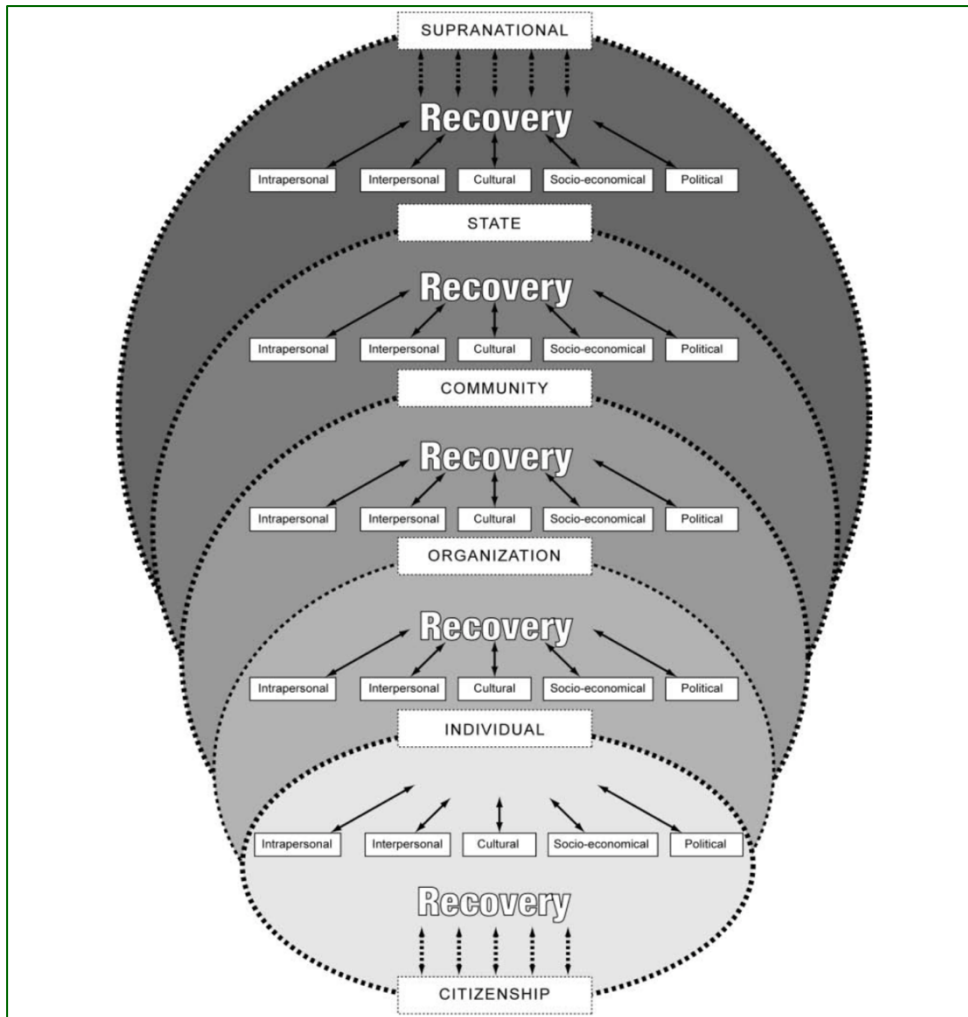 SUPRANATIONAL
Recovery
Intrapersonal Interpersonal Cultural Socio-economical Political
STATE
Recovery
Intrapersonal Interpersonal Cultural Socio-economical Political
COMMUNITY
Recovery
Intrapersonal Interpersonal Cultural Socio-economical Political
ORGANIZATION
Recovery
Intrapersonal Interpersonal Cultural Socio-economical Political
INDIVIDUAL
Intrapersonal Interpersonal Cultural Socio-economical Political
Recovery
CITIZENSHIP